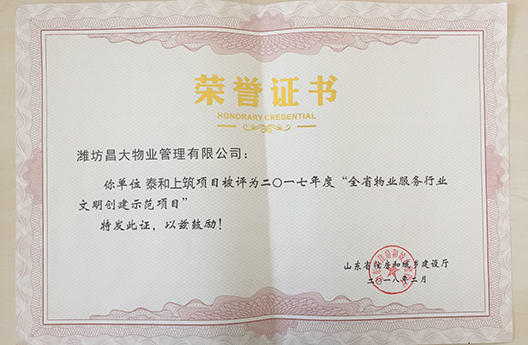 荣誉证书
HONORARY CREDENTIAL
潍坊昌大物业管理有限公司：
你单位 泰和上筑项目被评为二〇一七年度“全省物业服务行业
文明创建示范项目”
特发此证，以兹鼓励！
山东省住房和城乡建设厅
二〇一八年二月